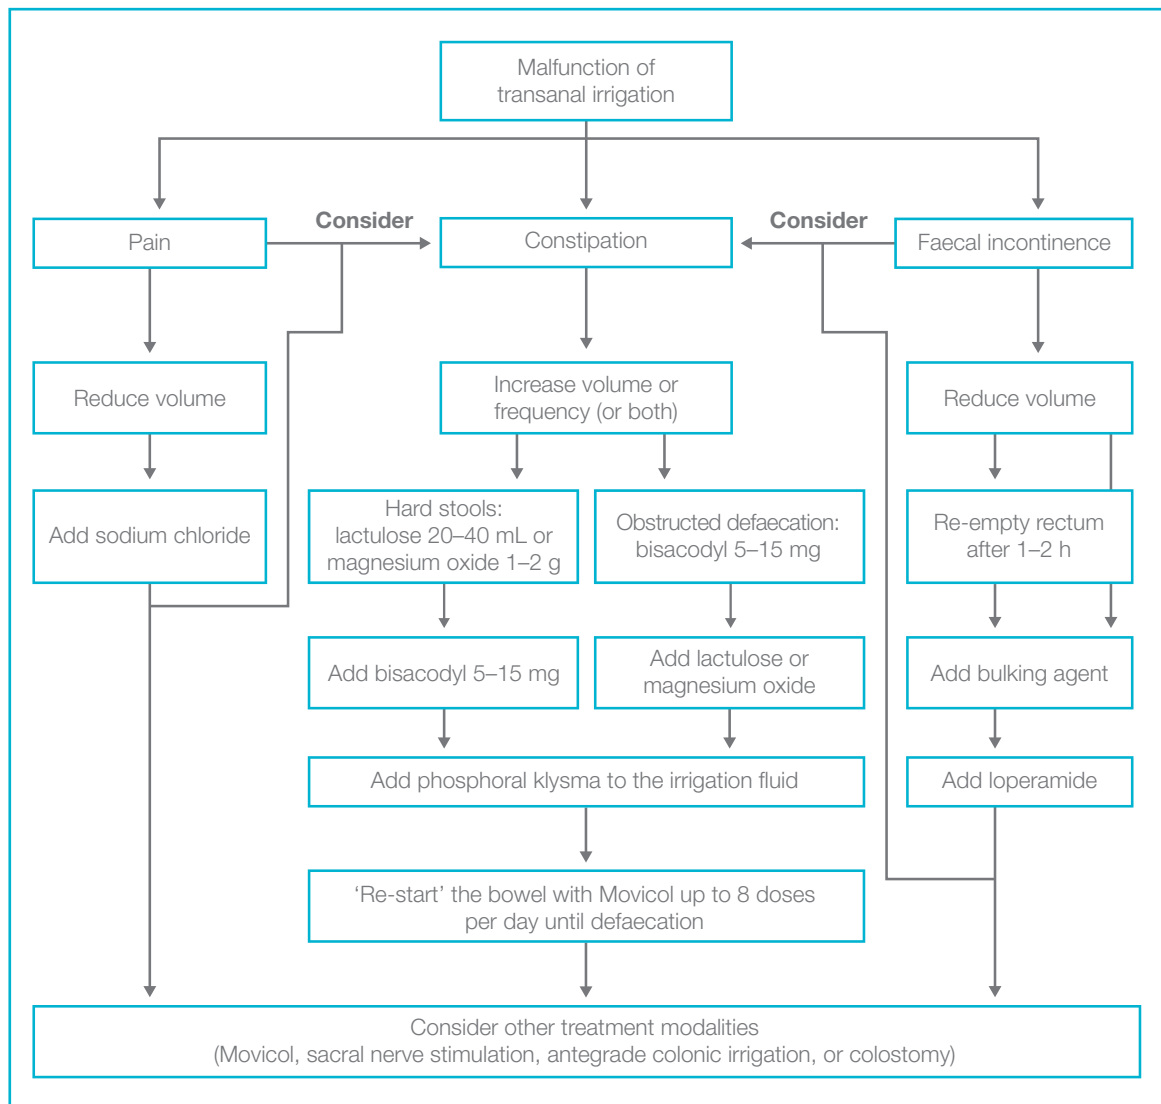 Malfunction of
transanal irrigation
Consider
Consider
Pain
Constipation
Faecal incontinence
Reduce volume
Increase volume or
frequency (or both)
Reduce volume
Add sodium chloride
Hard stools:
lactulose 20–40 mL or
magnesium oxide 1–2 g
Obstructed defaecation:
bisacodyl 5–15 mg
Re-empty rectum
after 1–2 h
Add bisacodyl 5–15 mg
Add lactulose or
magnesium oxide
Add bulking agent
Add phosphoral klysma to the irrigation fluid
Add loperamide
‘Re-start’ the bowel with Movicol up to 8 doses
per day until defaecation
Consider other treatment modalities
(Movicol, sacral nerve stimulation, antegrade colonic irrigation, or colostomy)